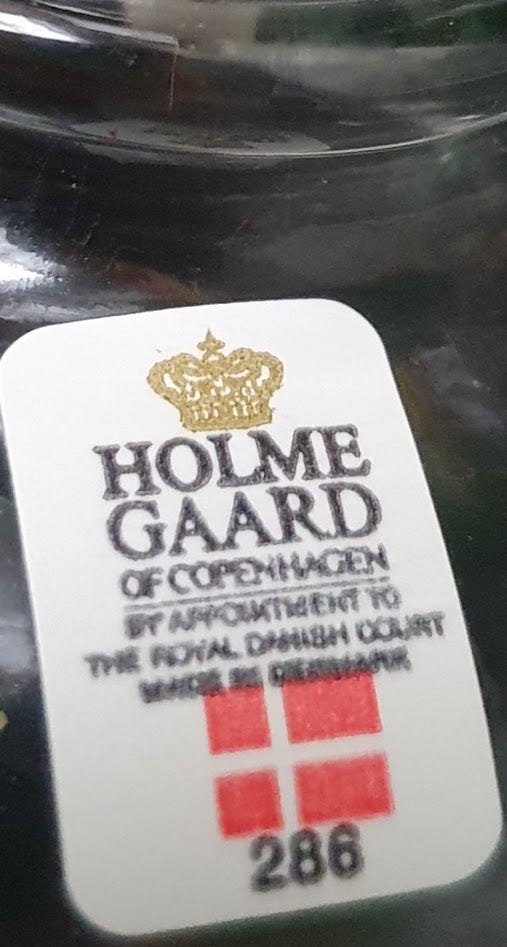 HOLME
GAARD
OF COPENHAGEN
BY APPOINTMENT TO
THE ROYAL DANISH COURT
MADE IN DENMARK
286